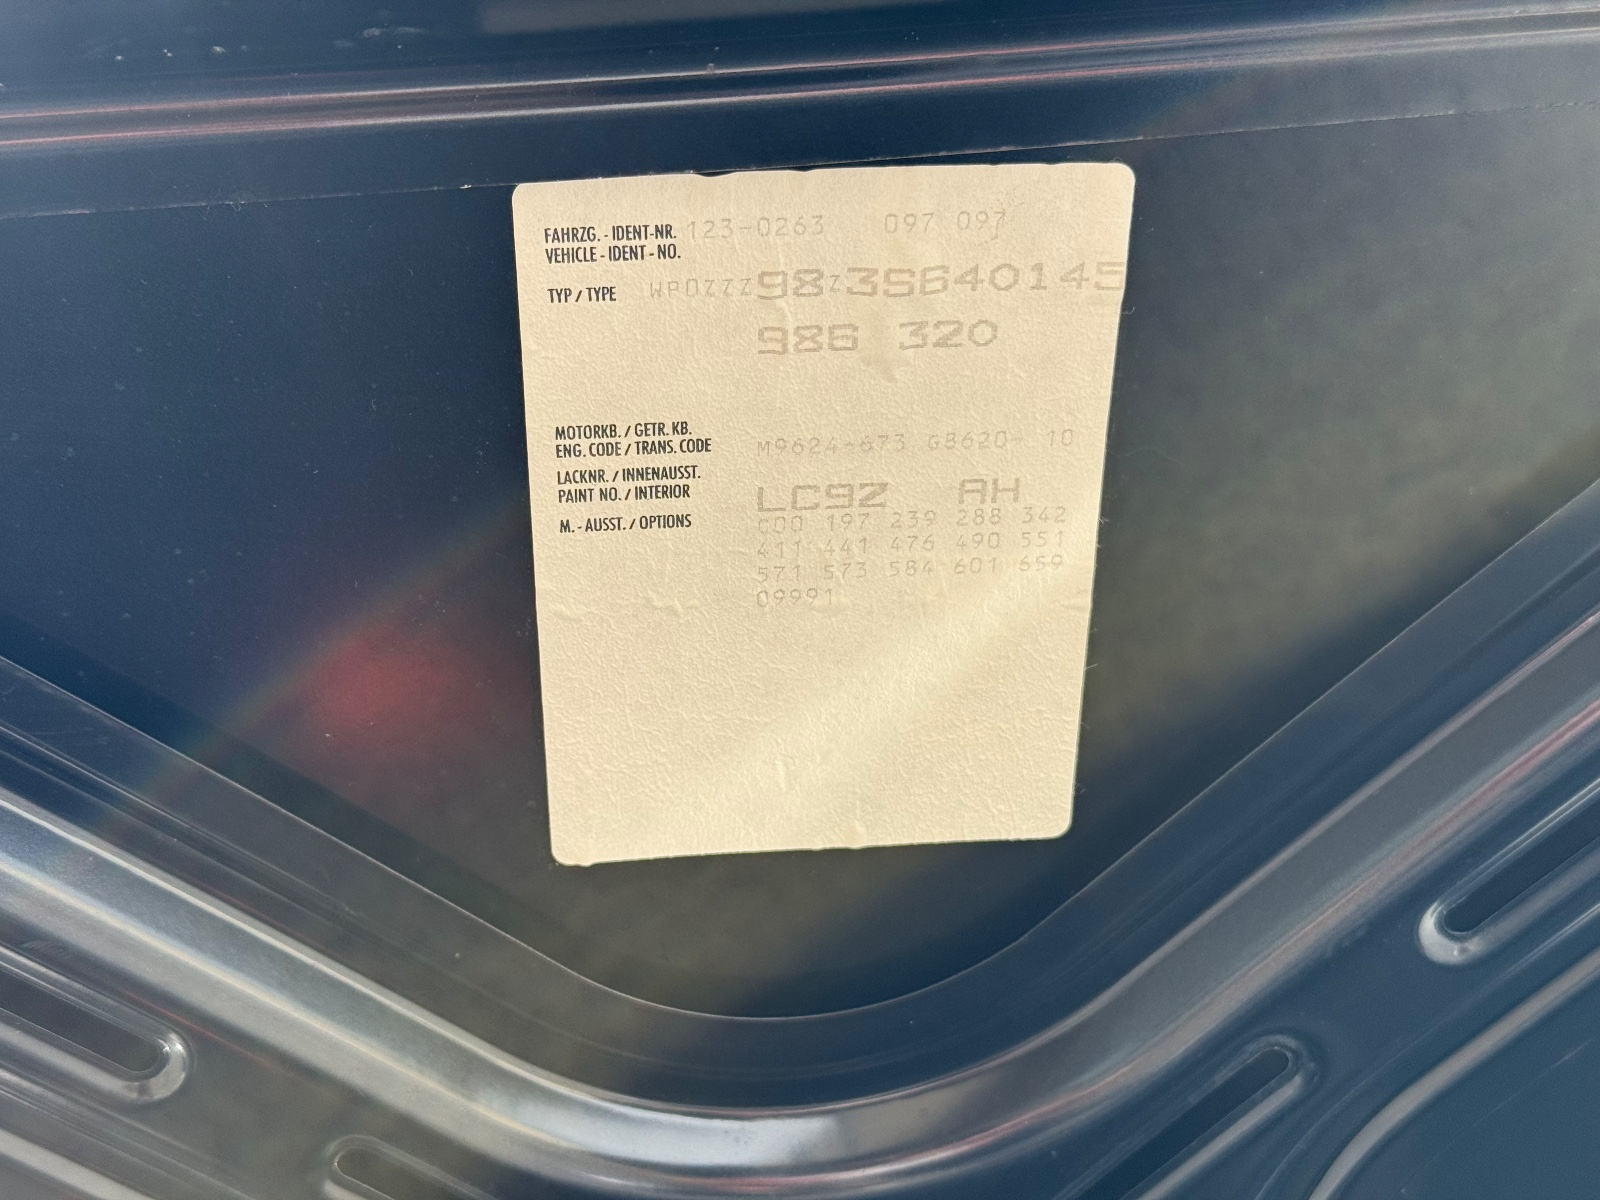 FAHRZG. - IDENT-NR. 123-0263 097 097
VEHICLE - IDENT - NO.
TYP / TYPE WP0ZZZ98Z3S640145
986 320
MOTORKB. / GETR. KB.
ENG. CODE / TRANS. CODE M9624-673 G8620- 10
LACKNR. / INNENAUSST.
PAINT NO. / INTERIOR LC9Z AH
M. - AUSST. / OPTIONS C00 197 239 288 342
411 441 476 490 551
571 573 584 601 659
09991